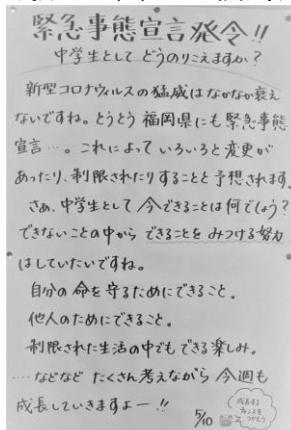 緊急事態宣言発令!!
中学生として どうのりこえますか?
新型コロナウィルスの猛威はなかなか衰え
ないですね。とうとう福岡県にも緊急事態
宣言…。これによっていろいろと変更が
あったり、制限されたりすることと予想されます。
さあ、中学生として今できることは何でしょう?
できないことの中からできることをみつける努力
はしていたいですね。
自分の命を守るためにできること。
他人のためにできること。
制限された生活の中でもできる楽しみ。
……などなど たくさん考えながら 今週も
成長していきますよー!!
5/10
成長する